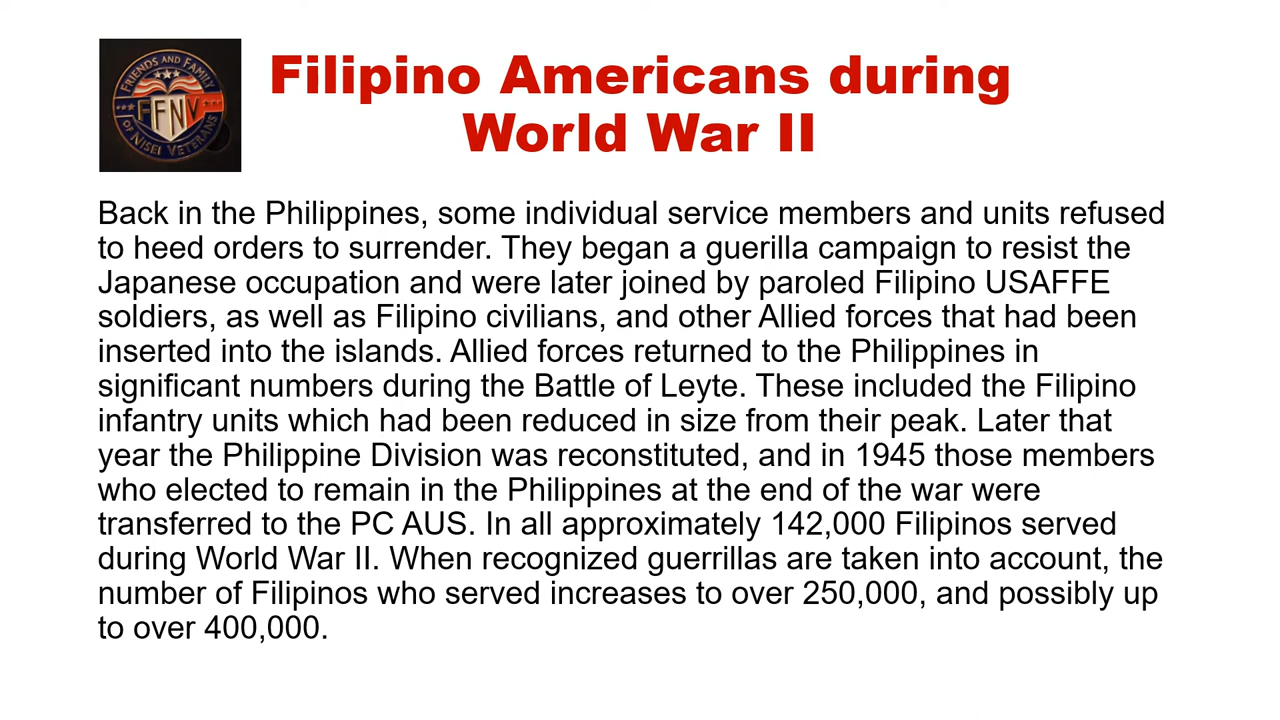 FRIENDS AND FAMILY
FFNV
OF NISEI VETERANS
Filipino Americans during
World War II
Back in the Philippines, some individual service members and units refused
to heed orders to surrender. They began a guerilla campaign to resist the
Japanese occupation and were later joined by paroled Filipino USAFFE
soldiers, as well as Filipino civilians, and other Allied forces that had been
inserted into the islands. Allied forces returned to the Philippines in
significant numbers during the Battle of Leyte. These included the Filipino
infantry units which had been reduced in size from their peak. Later that
year the Philippine Division was reconstituted, and in 1945 those members
who elected to remain in the Philippines at the end of the war were
transferred to the PC AUS. In all approximately 142,000 Filipinos served
during World War II. When recognized guerrillas are taken into account, the
number of Filipinos who served increases to over 250,000, and possibly up
to over 400,000.